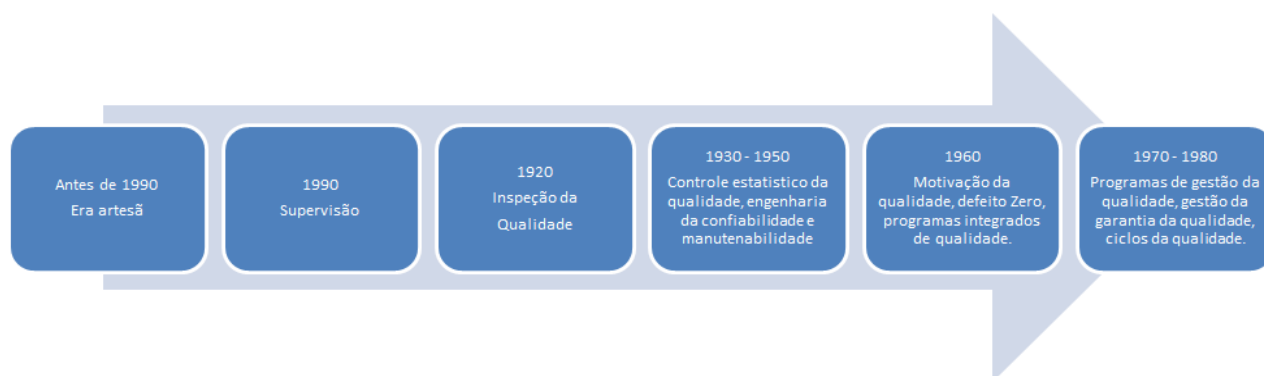 Antes de 1990
Era artesã
1990
Supervisão
1920
Inspeção da
Qualidade
1930 - 1950
Controle estatistico da
qualidade, engenharia
da confiabilidade e
manutenabilidade
1960
Motivação da
qualidade, defeito Zero,
programas integrados
de qualidade.
1970 - 1980
Programas de gestão da
qualidade, gestão da
garantia da qualidade,
ciclos da qualidade.